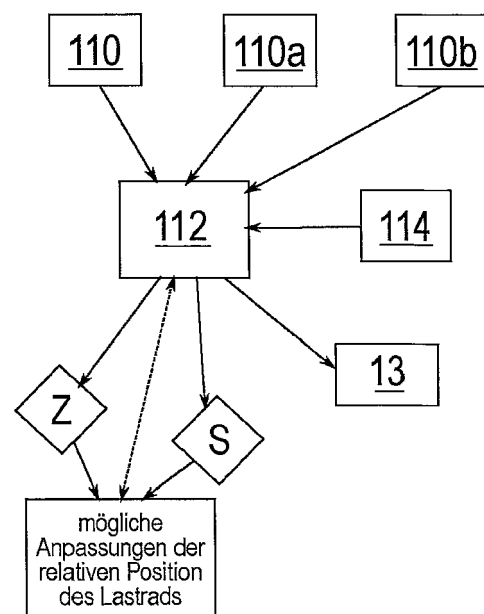 110
110a
110b
112
114
13
Z
S
mögliche
Anpassungen der
relativen Position
des Lastrads